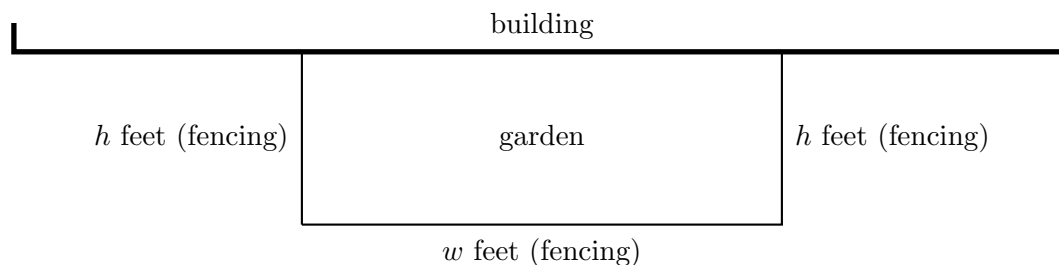 building
h feet (fencing)
garden
h feet (fencing)
w feet (fencing)